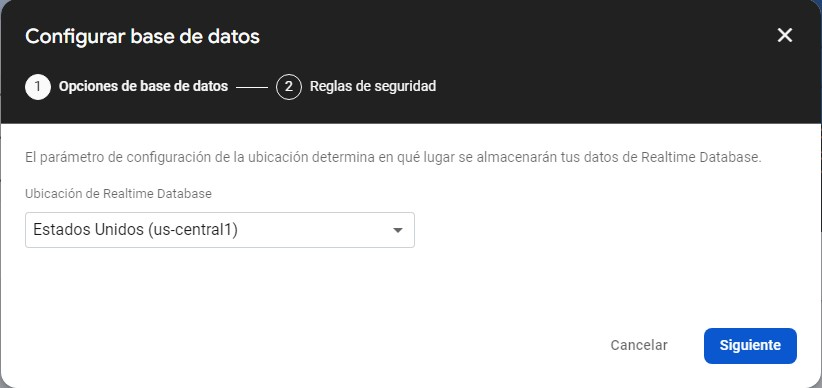 Configurar base de datos
1 Opciones de base de datos 2 Reglas de seguridad
El parámetro de configuración de la ubicación determina en qué lugar se almacenarán tus datos de Realtime Database.
Ubicación de Realtime Database
Estados Unidos (us-central1)
Cancelar Siguiente